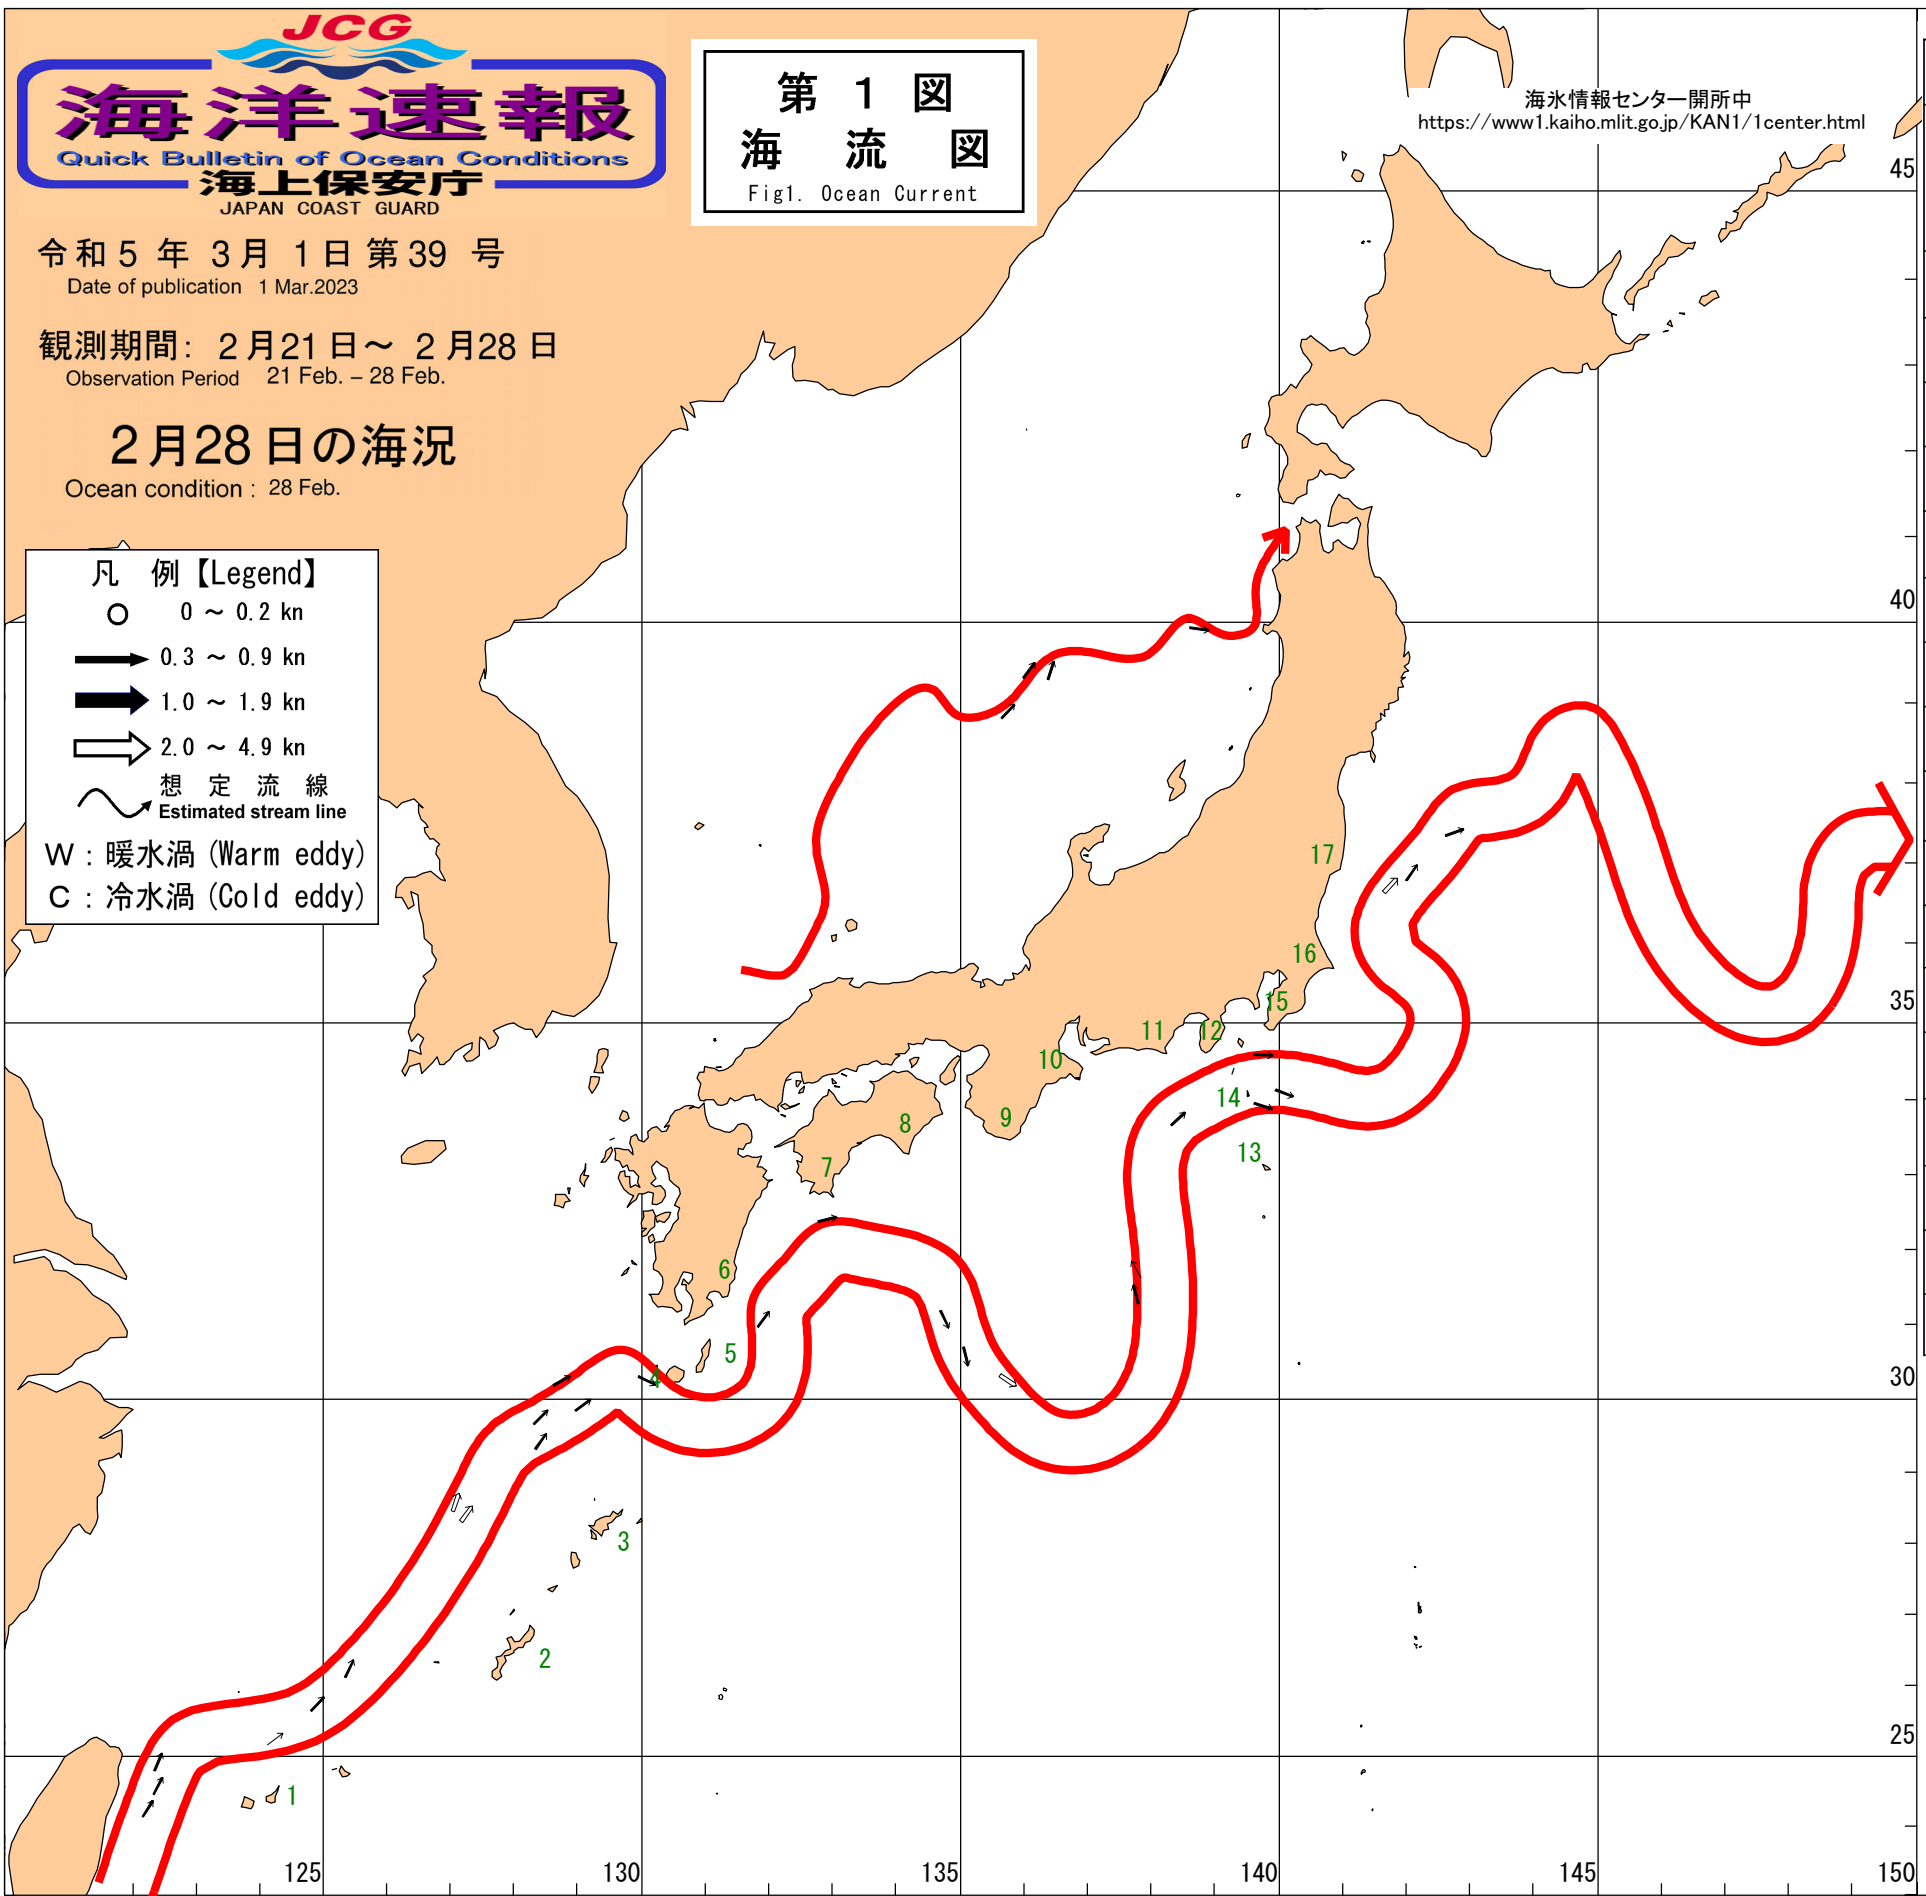 JCG
海洋速報
Quick Bulletin of Ocean Conditions
海上保安庁
JAPAN COAST GUARD
令和 5 年 3月 1日 第 39 号
Date of publication 1 Mar.2023
観測期間: 2月21日～ 2月28日
Observation Period 21 Feb. – 28 Feb.
2月28日の海況
Ocean condition : 28 Feb.
第 1 図
海 流 図
Fig1. Ocean Current
海氷情報センター開所中
https://www1.kaiho.mlit.go.jp/KAN1/1center.html
凡 例【Legend】
0 ～ 0.2 kn
0.3 ～ 0.9 kn
1.0 ～ 1.9 kn
2.0 ～ 4.9 kn
想 定 流 線
Estimated stream line
W : 暖水渦 (Warm eddy)
C : 冷水渦 (Cold eddy)
45
40
35
30
25
17
16
15
12
11
10
14
9
8
13
7
6
5
4
3
2
1
125
130
135
140
145
150